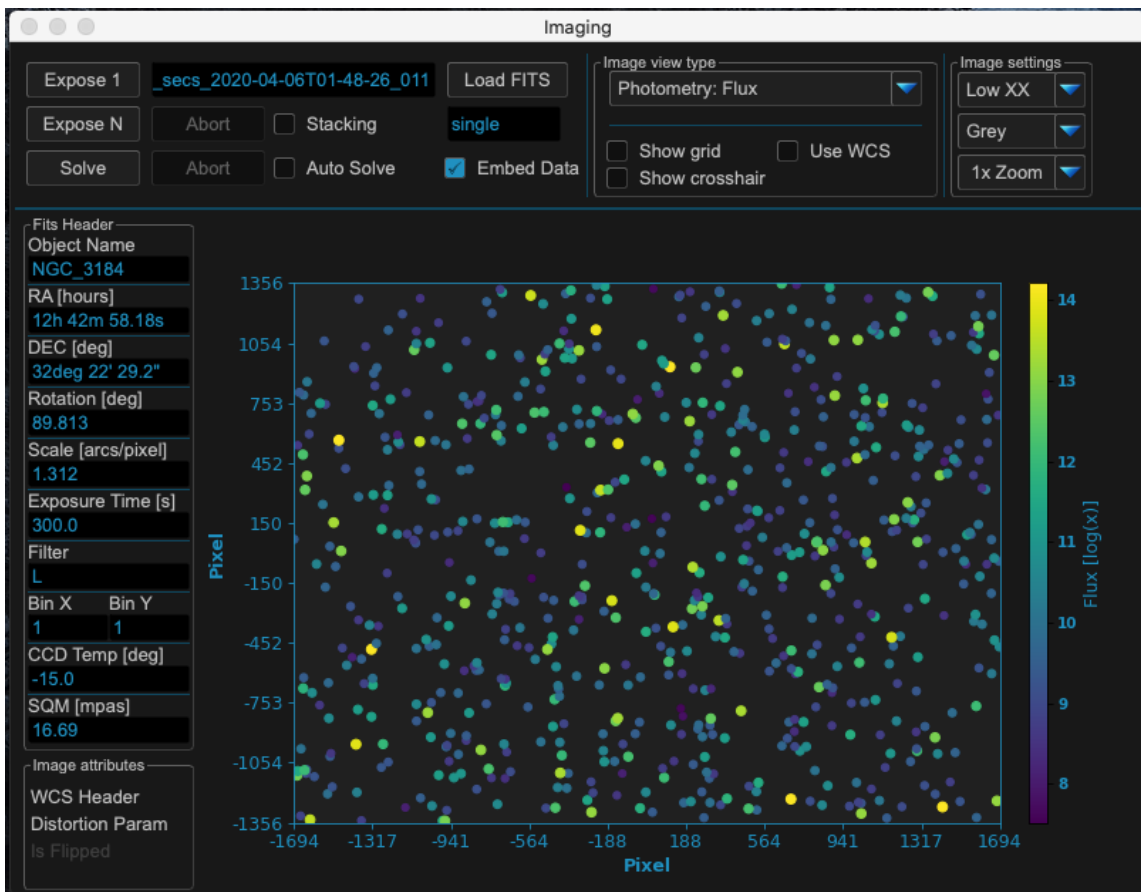 Imaging
Expose 1
_secs_2020-04-06T01-48-26_011
Load FITS
Expose N
Abort
Stacking
single
Solve
Abort
Auto Solve
Embed Data
Image view type
Photometry: Flux
Show grid
Use WCS
Show crosshair
Image settings
Low XX
Grey
1x Zoom
Fits Header
Object Name
NGC_3184
RA [hours]
12h 42m 58.18s
DEC [deg]
32deg 22' 29.2"
Rotation [deg]
89.813
Scale [arcs/pixel]
1.312
Exposure Time [s]
300.0
Filter
L
Bin X Bin Y
1 1
CCD Temp [deg]
-15.0
SQM [mpas]
16.69
Image attributes
WCS Header
Distortion Param
Is Flipped
Pixel
1356
1054
753
452
150
-150
-452
-753
-1054
-1356
-1694 -1317 -941 -564 -188 188 564 941 1317 1694
Pixel
14
13
12
11
10
9
8
Flux [log(x)]